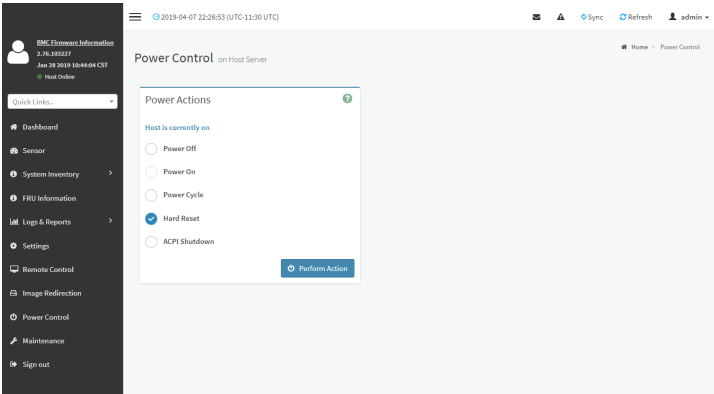 2019-04-07 22:26:53 (UTC-11:30 UTC)
Sync
Refresh
admin
BMC Firmware Information
2.76.103227
Jan 28 2019 10:44:04 CST
Host Online
Quick Links..
Dashboard
Sensor
System Inventory
FRU Information
Logs & Reports
Settings
Remote Control
Image Redirection
Power Control
Maintenance
Sign out
Power Control on Host Server
Home - Power Control
Power Actions
Host is currently on
Power Off
Power On
Power Cycle
Hard Reset
ACPI Shutdown
Perform Action